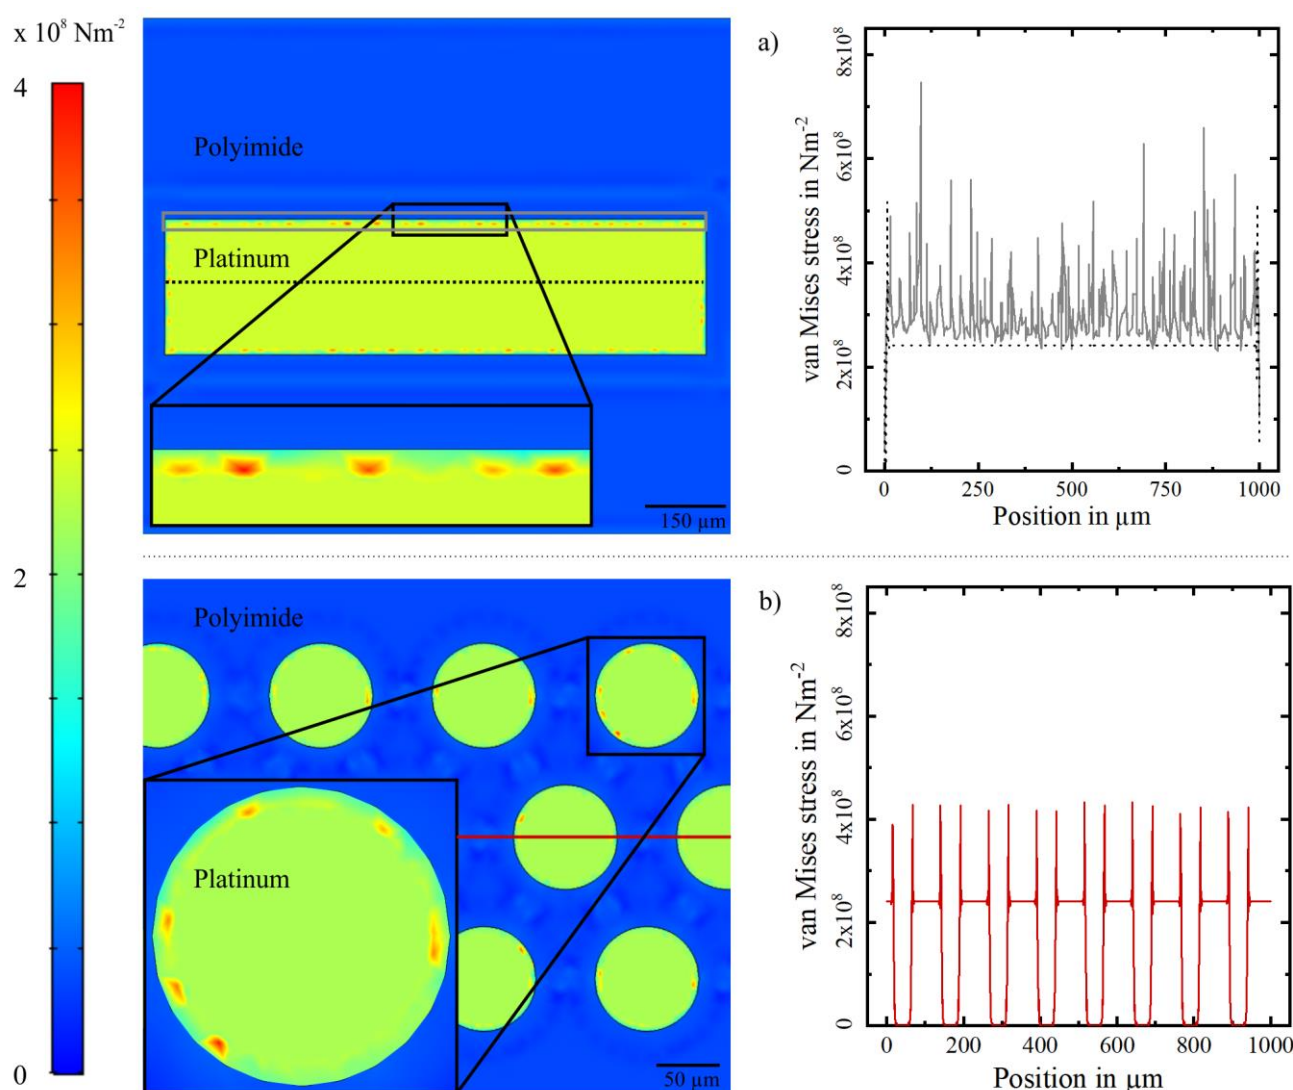 x 10⁸ Nm⁻²
4
2
0
Polyimide
Platinum
150 µm
a)
van Mises stress in Nm⁻²
8x10⁸
6x10⁸
4x10⁸
2x10⁸
0
0 250 500 750 1000
Position in µm
Polyimide
Platinum
50 µm
b)
van Mises stress in Nm⁻²
8x10⁸
6x10⁸
4x10⁸
2x10⁸
0
0 200 400 600 800 1000
Position in µm